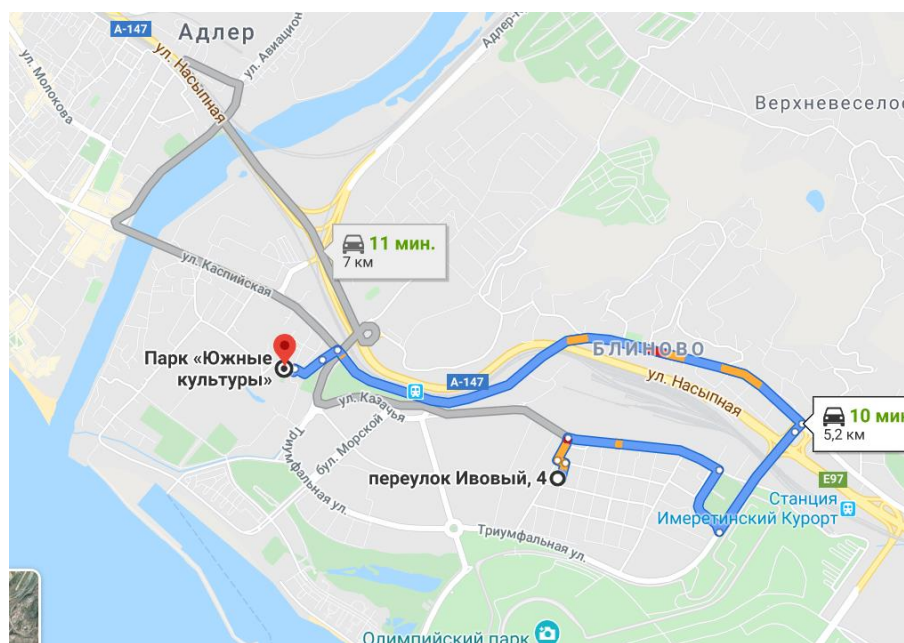 Адлер
А-147
ул. Авиацион
Адлер-
ул. Молокова
ул. Насыпная
Верхневеселое
11 мин.
7 км
ул. Каспийская
Парк «Южные
культуры»
БЛИНОВО
А-147
ул. Насыпная
ул. Казачья
бул. Морской
10 мин
5,2 км
переулок Ивовый, 4
E97
Станция
Имеретинский Курорт
Триумфальная ул.
Триумфальная ул.
Олимпийский парк